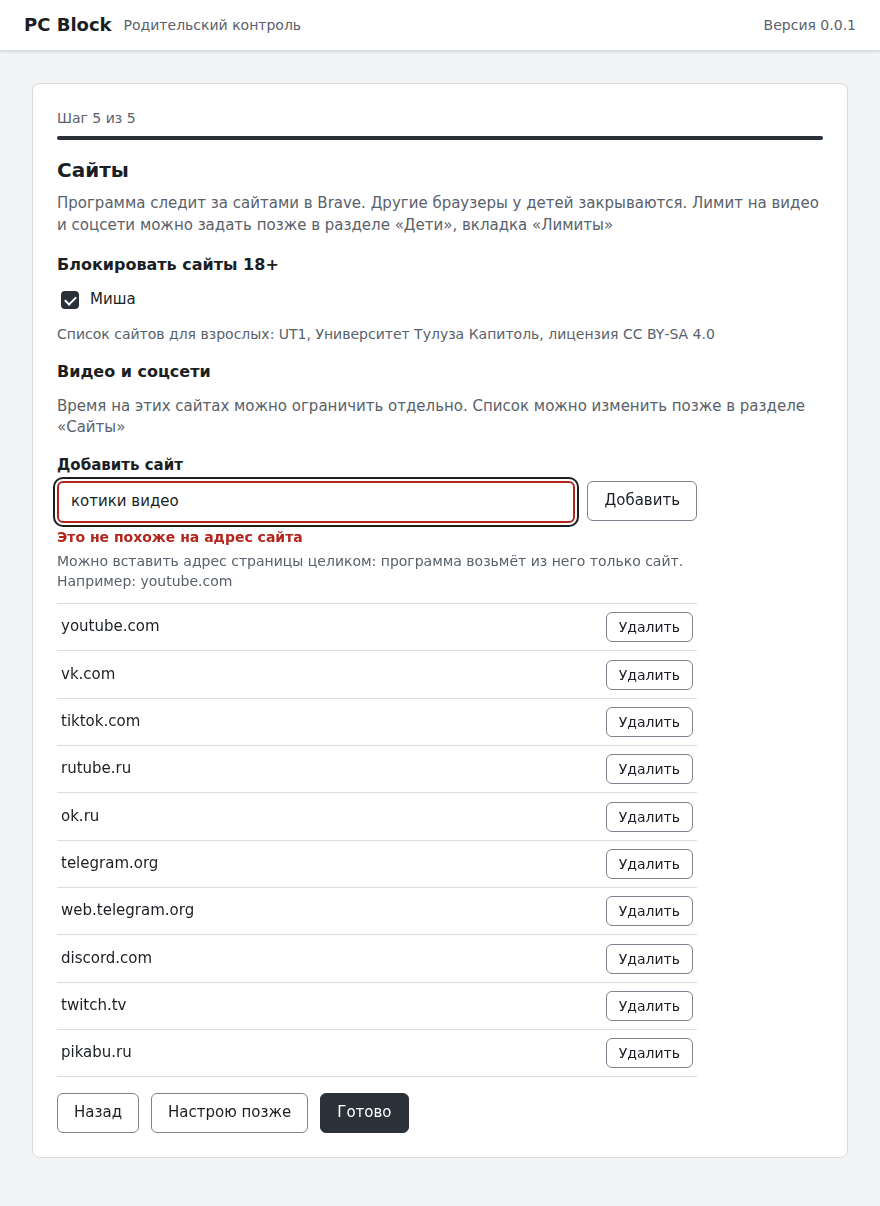 PC Block Родительский контроль Версия 0.0.1
Шаг 5 из 5
Сайты
Программа следит за сайтами в Brave. Другие браузеры у детей закрываются. Лимит на видео
и соцсети можно задать позже в разделе «Дети», вкладка «Лимиты»
Блокировать сайты 18+
Миша
Список сайтов для взрослых: UT1, Университет Тулуза Капитоль, лицензия CC BY-SA 4.0
Видео и соцсети
Время на этих сайтах можно ограничить отдельно. Список можно изменить позже в разделе
«Сайты»
Добавить сайт
котики видео Добавить
Это не похоже на адрес сайта
Можно вставить адрес страницы целиком: программа возьмёт из него только сайт.
Например: youtube.com
youtube.com Удалить
vk.com Удалить
tiktok.com Удалить
rutube.ru Удалить
ok.ru Удалить
telegram.org Удалить
web.telegram.org Удалить
discord.com Удалить
twitch.tv Удалить
pikabu.ru Удалить
Назад Настрою позже Готово